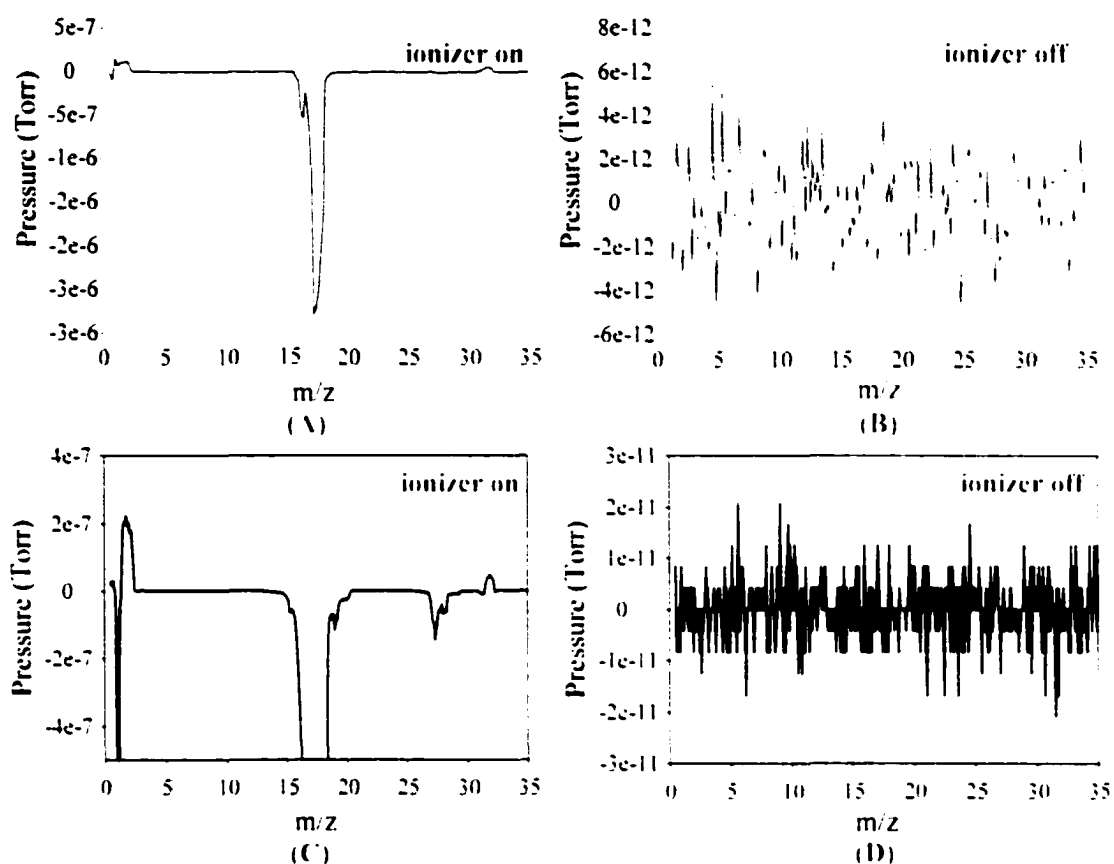 5e-7
0
-5e-7
-1e-6
-2e-6
-2e-6
-3e-6
-3e-6
Pressure (Torr)
ionizer on
0 5 10 15 20 25 30 35
m/z
(A)
8e-12
6e-12
4e-12
2e-12
0
-2e-12
-4e-12
-6e-12
Pressure (Torr)
ionizer off
0 5 10 15 20 25 30 35
m/z
(B)
4e-7
2e-7
0
-2e-7
-4e-7
Pressure (Torr)
ionizer on
0 5 10 15 20 25 30 35
m/z
(C)
3e-11
2e-11
1e-11
0
-1e-11
-2e-11
-3e-11
Pressure (Torr)
ionizer off
0 5 10 15 20 25 30 35
m/z
(D)